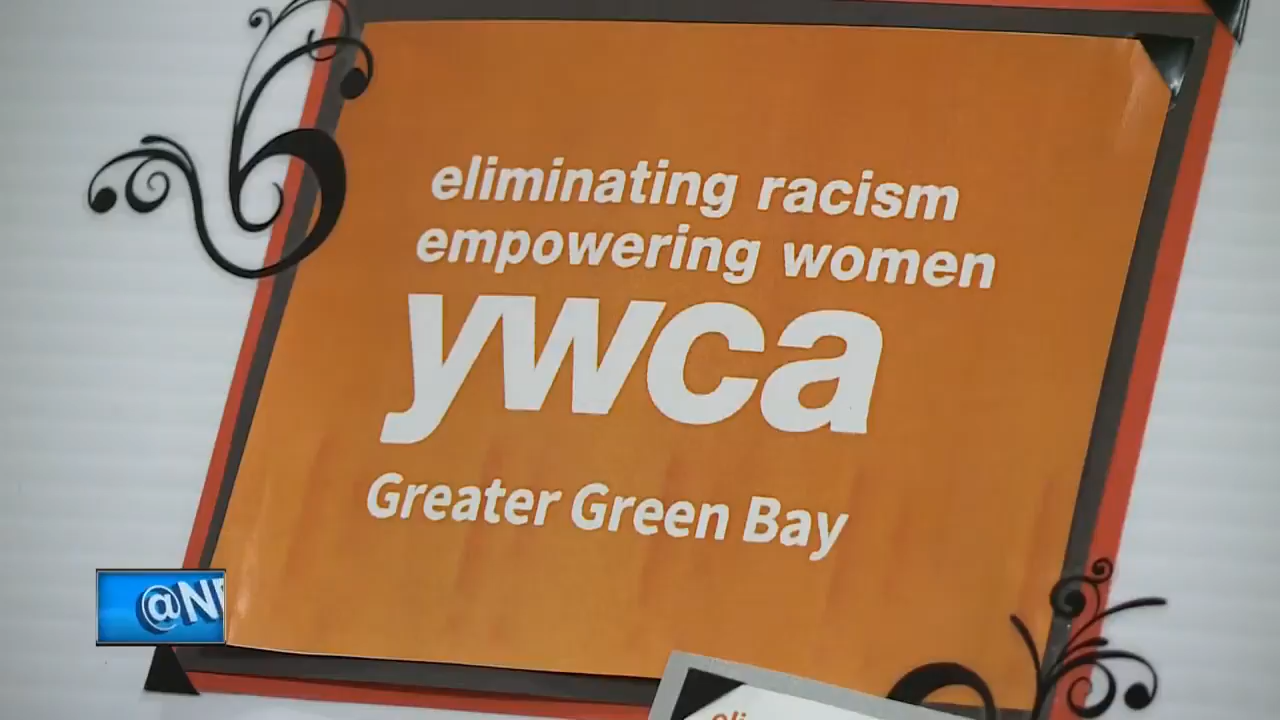 eliminating racism
empowering women
ywca
Greater Green Bay